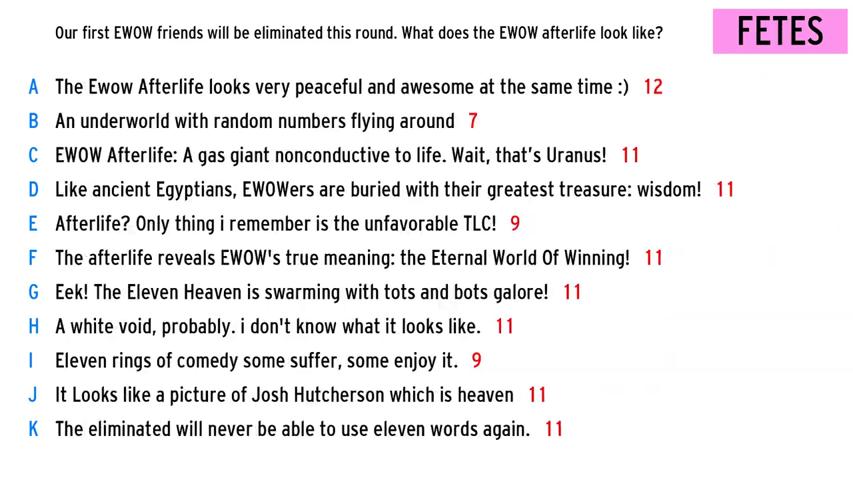 Our first EWOW friends will be eliminated this round. What does the EWOW afterlife look like?
FETES
A The Ewow Afterlife looks very peaceful and awesome at the same time :) 12
B An underworld with random numbers flying around 7
C EWOW Afterlife: A gas giant nonconductive to life. Wait, that's Uranus! 11
D Like ancient Egyptians, EWOWers are buried with their greatest treasure: wisdom! 11
E Afterlife? Only thing i remember is the unfavorable TLC! 9
F The afterlife reveals EWOW's true meaning: the Eternal World Of Winning! 11
G Eek! The Eleven Heaven is swarming with tots and bots galore! 11
H A white void, probably. i don't know what it looks like. 11
I Eleven rings of comedy some suffer, some enjoy it. 9
J It Looks like a picture of Josh Hutcherson which is heaven 11
K The eliminated will never be able to use eleven words again. 11